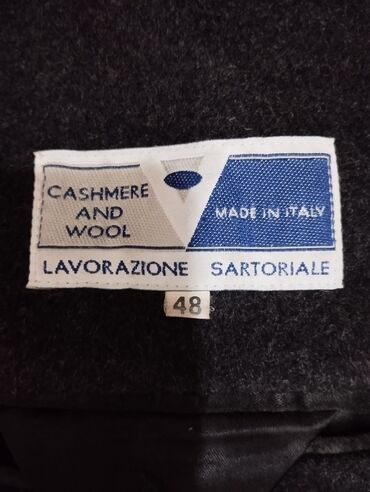 CASHMERE
AND
WOOL
MADE IN ITALY
LAVORAZIONE SARTORIALE
48